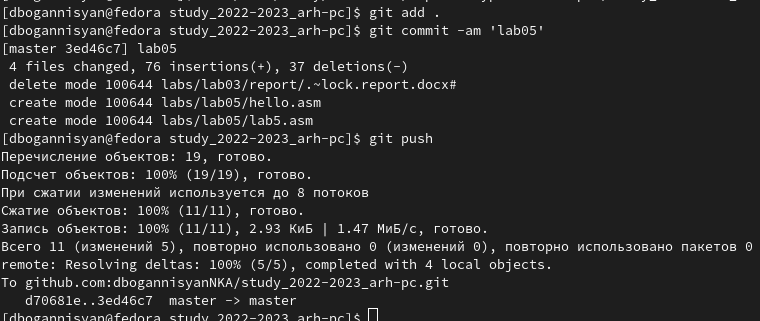 [dbogannisyan@fedora study_2022-2023_arh-pc]$ git add .
[dbogannisyan@fedora study_2022-2023_arh-pc]$ git commit -am 'lab05'
[master 3ed46c7] lab05
 4 files changed, 76 insertions(+), 37 deletions(-)
 delete mode 100644 labs/lab03/report/.~lock.report.docx#
 create mode 100644 labs/lab05/hello.asm
 create mode 100644 labs/lab05/lab5.asm
[dbogannisyan@fedora study_2022-2023_arh-pc]$ git push
Перечисление объектов: 19, готово.
Подсчет объектов: 100% (19/19), готово.
При сжатии изменений используется до 8 потоков
Сжатие объектов: 100% (11/11), готово.
Запись объектов: 100% (11/11), 2.93 КиБ | 1.47 МиБ/с, готово.
Всего 11 (изменений 5), повторно использовано 0 (изменений 0), повторно использовано пакетов 0
remote: Resolving deltas: 100% (5/5), completed with 4 local objects.
To github.com:dbogannisyanNKA/study_2022-2023_arh-pc.git
   d70681e..3ed46c7  master -> master
[dbogannisyan@fedora study_2022-2023_arh-pc]$